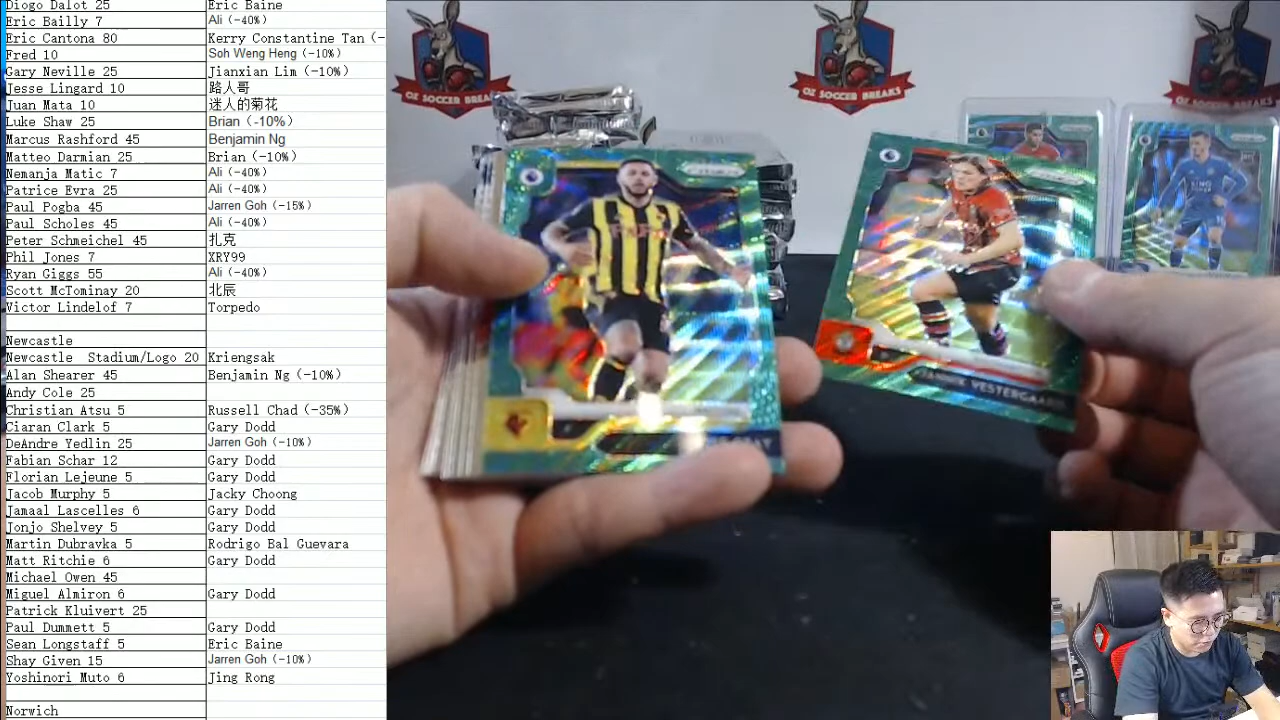 Diogo Dalot 25 Eric Baine
Eric Bailly 7 Ali (-40%)
Eric Cantona 80 Kerry Constantine Tan (-
Fred 10 Soh Weng Heng (-10%)
Gary Neville 25 Jianxian Lim (-10%)
Jesse Lingard 10 路人哥
Juan Mata 10 迷人的菊花
Luke Shaw 25 Brian (-10%)
Marcus Rashford 45 Benjamin Ng
Matteo Darmian 25 Brian (-10%)
Nemanja Matic 7 Ali (-40%)
Patrice Evra 25 Ali (-40%)
Paul Pogba 45 Jarren Goh (-15%)
Paul Scholes 45 Ali (-40%)
Peter Schmeichel 45 扎克
Phil Jones 7 XRY99
Ryan Giggs 55 Ali (-40%)
Scott McTominay 20 北辰
Victor Lindelof 7 Torpedo
Newcastle
Newcastle Stadium/Logo 20 Kriengsak
Alan Shearer 45 Benjamin Ng (-10%)
Andy Cole 25
Christian Atsu 5 Russell Chad (-35%)
Ciaran Clark 5 Gary Dodd
DeAndre Yedlin 25 Jarren Goh (-10%)
Fabian Schar 12 Gary Dodd
Florian Lejeune 5 Gary Dodd
Jacob Murphy 5 Jacky Choong
Jamaal Lascelles 6 Gary Dodd
Jonjo Shelvey 5 Gary Dodd
Martin Dubravka 5 Rodrigo Bal Guevara
Matt Ritchie 6 Gary Dodd
Michael Owen 45
Miguel Almiron 6 Gary Dodd
Patrick Kluivert 25
Paul Dummett 5 Gary Dodd
Sean Longstaff 5 Eric Baine
Shay Given 15 Jarren Goh (-10%)
Yoshinori Muto 6 Jing Rong
Norwich
OZ SOCCER BREAKS
OZ SOCCER BREAKS
OZ SOCCER BREAKS
VESTERGAARD
KING POWER